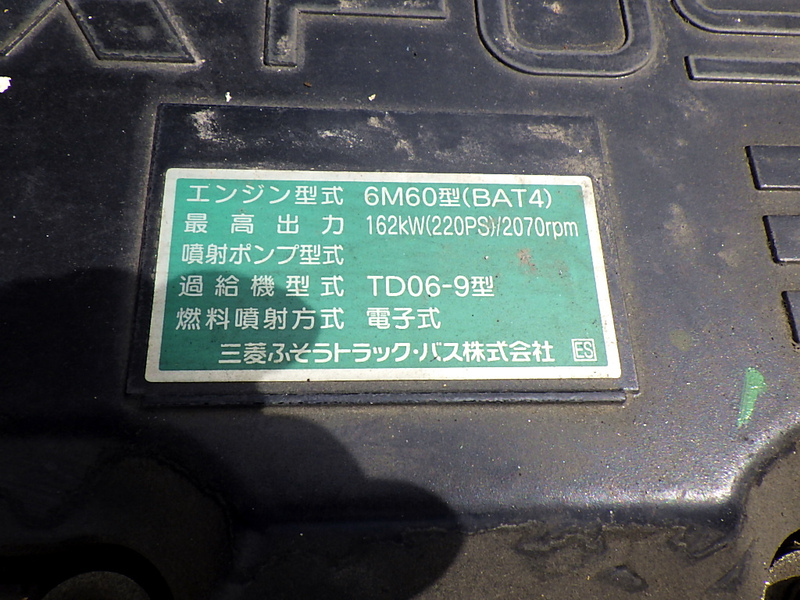 エンジン型式 6M60型(BAT4)
最高出力 162kW(220PS)/2070rpm
噴射ポンプ型式
過給機型式 TD06-9型
燃料噴射方式 電子式
三菱ふそうトラック・バス株式会社 ES